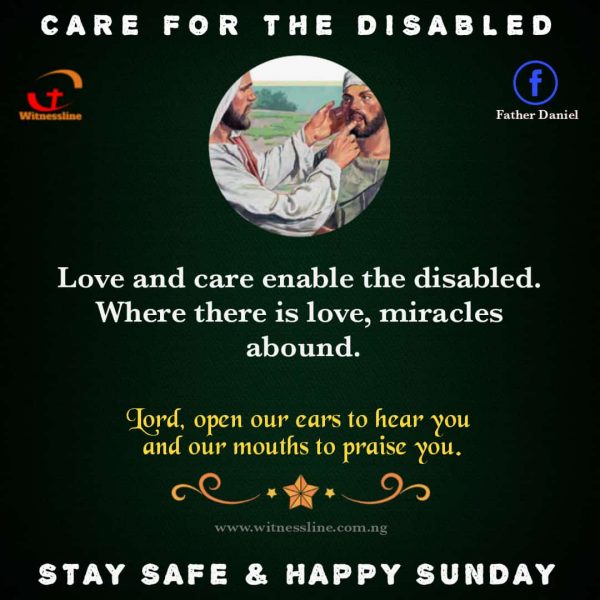 CARE FOR THE DISABLED
Witnessline
f
Father Daniel
Love and care enable the disabled.
Where there is love, miracles
abound.
Lord, open our ears to hear you
and our mouths to praise you.
www.witnessline.com.ng
STAY SAFE & HAPPY SUNDAY